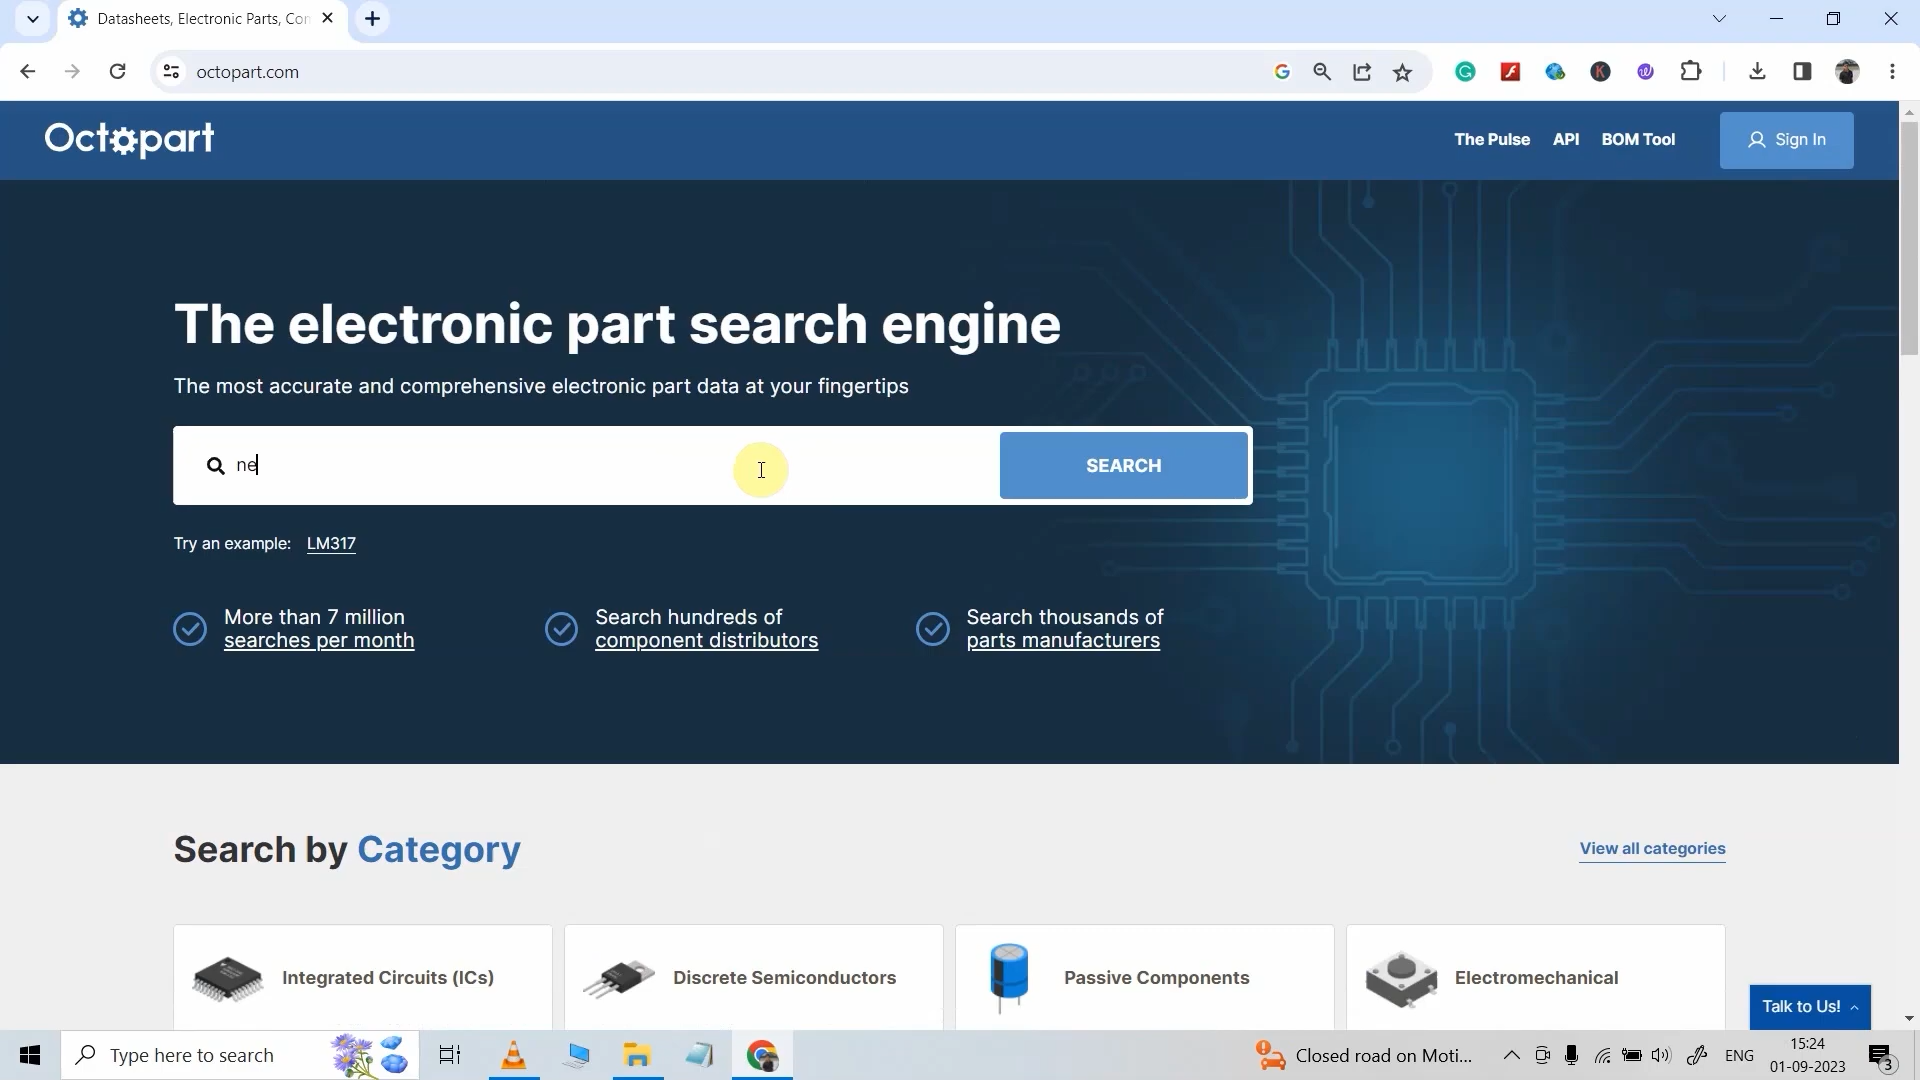 Datasheets, Electronic Parts, Con
octopart.com
Octopart
The Pulse
API
BOM Tool
Sign In
The electronic part search engine
The most accurate and comprehensive electronic part data at your fingertips
ne
SEARCH
Try an example: LM317
More than 7 million
searches per month
Search hundreds of
component distributors
Search thousands of
parts manufacturers
Search by Category
View all categories
Integrated Circuits (ICs)
Discrete Semiconductors
Passive Components
Electromechanical
Talk to Us!
Type here to search
Closed road on Moti...
ENG
15:24
01-09-2023
3